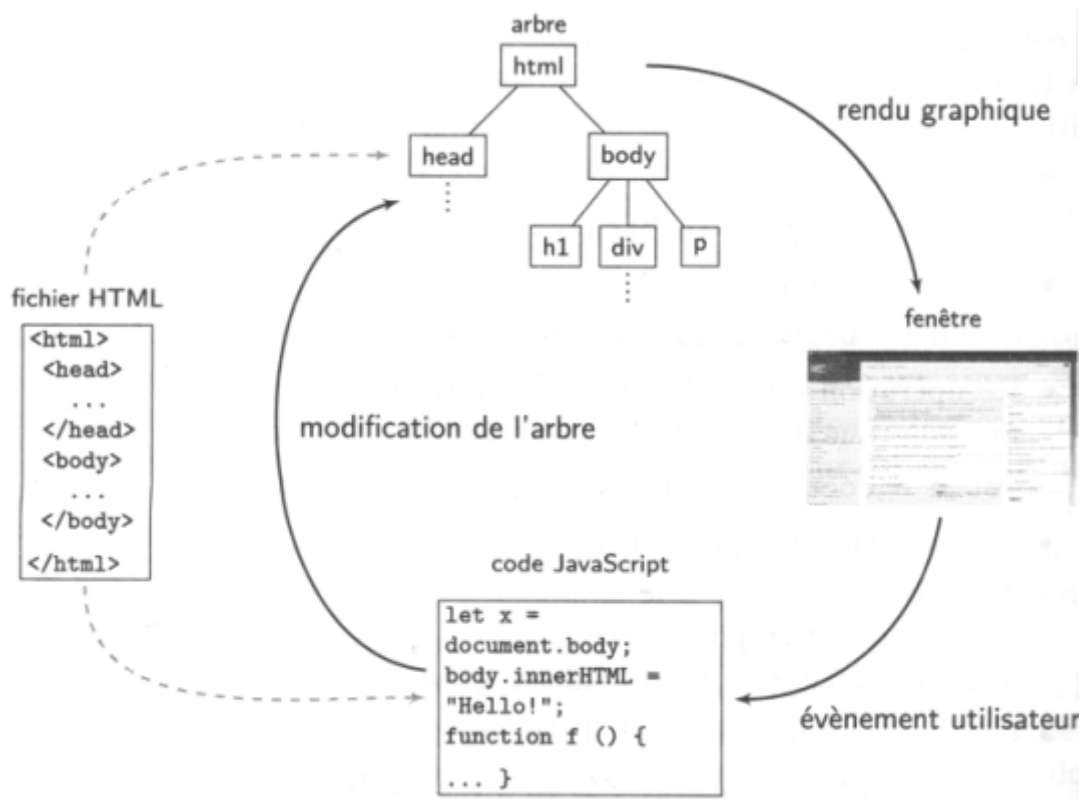 arbre
html
rendu graphique
head
body
h1
div
p
fichier HTML
fenêtre
<html>
<head>
...
</head>
<body>
...
</body>
</html>
modification de l'arbre
code JavaScript
let x =
document.body;
body.innerHTML =
"Hello!";
function f () {
... }
évènement utilisateur